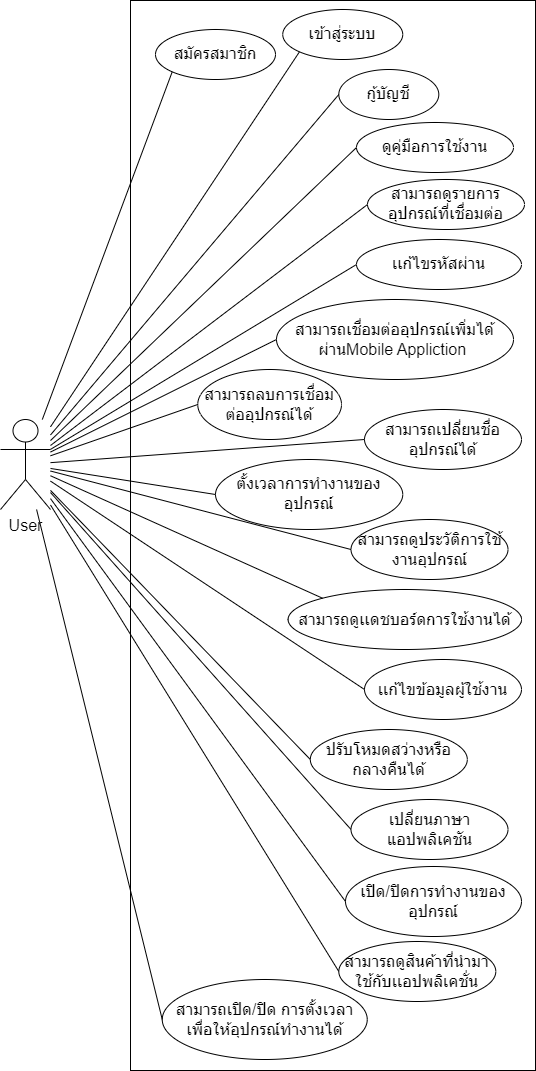 เข้าสู่ระบบ
สมัครสมาชิก
กู้บัญชี
ดูคู่มือการใช้งาน
สามารถดูรายการ
อุปกรณ์ที่เชื่อมต่อ
แก้ไขรหัสผ่าน
สามารถเชื่อมต่ออุปกรณ์เพิ่มได้
ผ่านMobile Appliction
สามารถลบการเชื่อม
ต่ออุปกรณ์ได้
สามารถเปลี่ยนชื่อ
อุปกรณ์ได้
ตั้งเวลาการทำงานของ
อุปกรณ์
User
สามารถดูประวัติการใช้
งานอุปกรณ์
สามารถดูแดชบอร์ดการใช้งานได้
แก้ไขข้อมูลผู้ใช้งาน
ปรับโหมดสว่างหรือ
กลางคืนได้
เปลี่ยนภาษา
แอปพลิเคชัน
เปิด/ปิดการทำงานของ
อุปกรณ์
สามารถดูสินค้าที่นำมา
ใช้กับแอปพลิเคชั่น
สามารถเปิด/ปิด การตั้งเวลา
เพื่อให้อุปกรณ์ทำงานได้